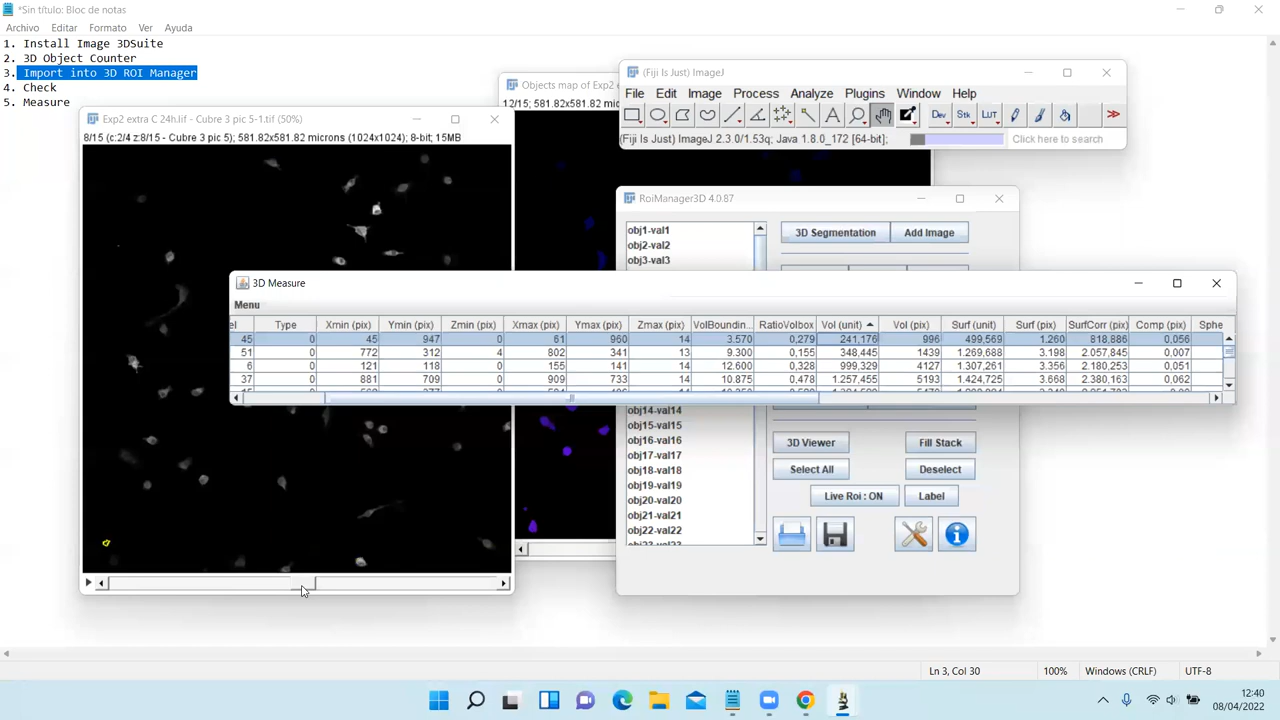 *Sin título: Bloc de notas
Archivo Editar Formato Ver Ayuda
1. Install Image 3DSuite
2. 3D Object Counter
3. Import into 3D ROI Manager
4. Check
5. Measure
Exp2 extra C 24h.lif - Cubre 3 pic 5-1.tif (50%)
8/15 (c:2/4 z:8/15 - Cubre 3 pic 5); 581.82x581.82 microns (1024x1024); 8-bit; 15MB
Objects map of Exp2 e
12/15; 581.82x581.82 mic
(Fiji Is Just) ImageJ
File Edit Image Process Analyze Plugins Window Help
Dev Stk LUT
(Fiji Is Just) ImageJ 2.3.0/1.53q; Java 1.8.0_172 [64-bit];
Click here to search
RoiManager3D 4.0.87
obj1-val1
obj2-val2
obj3-val3
3D Segmentation Add Image
3D Measure
Menu
el Type Xmin (pix) Ymin (pix) Zmin (pix) Xmax (pix) Ymax (pix) Zmax (pix) VolBoundin... RatioVolbox Vol (unit) Vol (pix) Surf (unit) Surf (pix) SurfCorr (pix) Comp (pix) Sphe
45 0 45 947 0 61 960 14 3.570 0,279 241,176 996 499,569 1.260 818,886 0,056
51 0 772 312 4 802 341 13 9.300 0,155 348,445 1439 1.269,688 3.198 2.057,845 0,007
6 0 121 118 0 155 141 14 12.600 0,328 999,329 4127 1.307,261 3.356 2.180,253 0,051
37 0 881 709 0 909 733 14 10.875 0,478 1.257,455 5193 1.424,725 3.668 2.380,163 0,062
obj14-val14
obj15-val15
obj16-val16
obj17-val17
obj18-val18
obj19-val19
obj20-val20
obj21-val21
obj22-val22
obj23-val23
3D Viewer Fill Stack
Select All Deselect
Live Roi : ON Label
Ln 3, Col 30 100% Windows (CRLF) UTF-8
12:40
08/04/2022